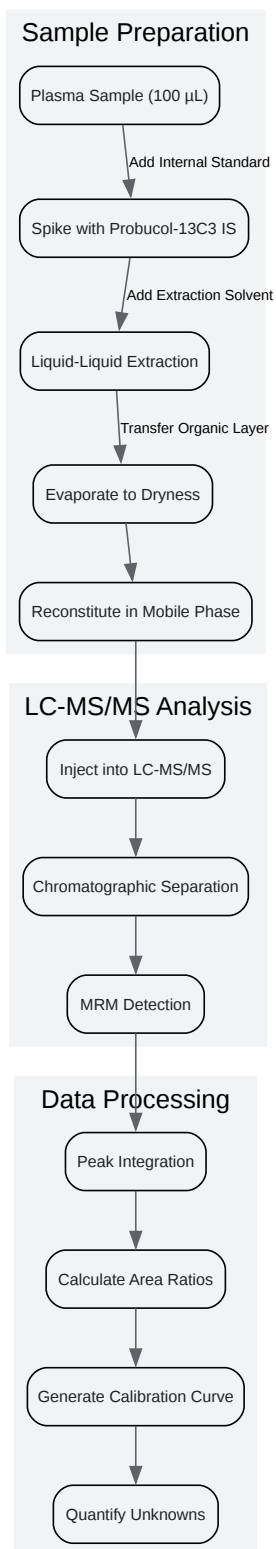 Sample Preparation
Plasma Sample (100 µL)
Add Internal Standard
Spike with Probucol-13C3 IS
Add Extraction Solvent
Liquid-Liquid Extraction
Transfer Organic Layer
Evaporate to Dryness
Reconstitute in Mobile Phase
LC-MS/MS Analysis
Inject into LC-MS/MS
Chromatographic Separation
MRM Detection
Data Processing
Peak Integration
Calculate Area Ratios
Generate Calibration Curve
Quantify Unknowns